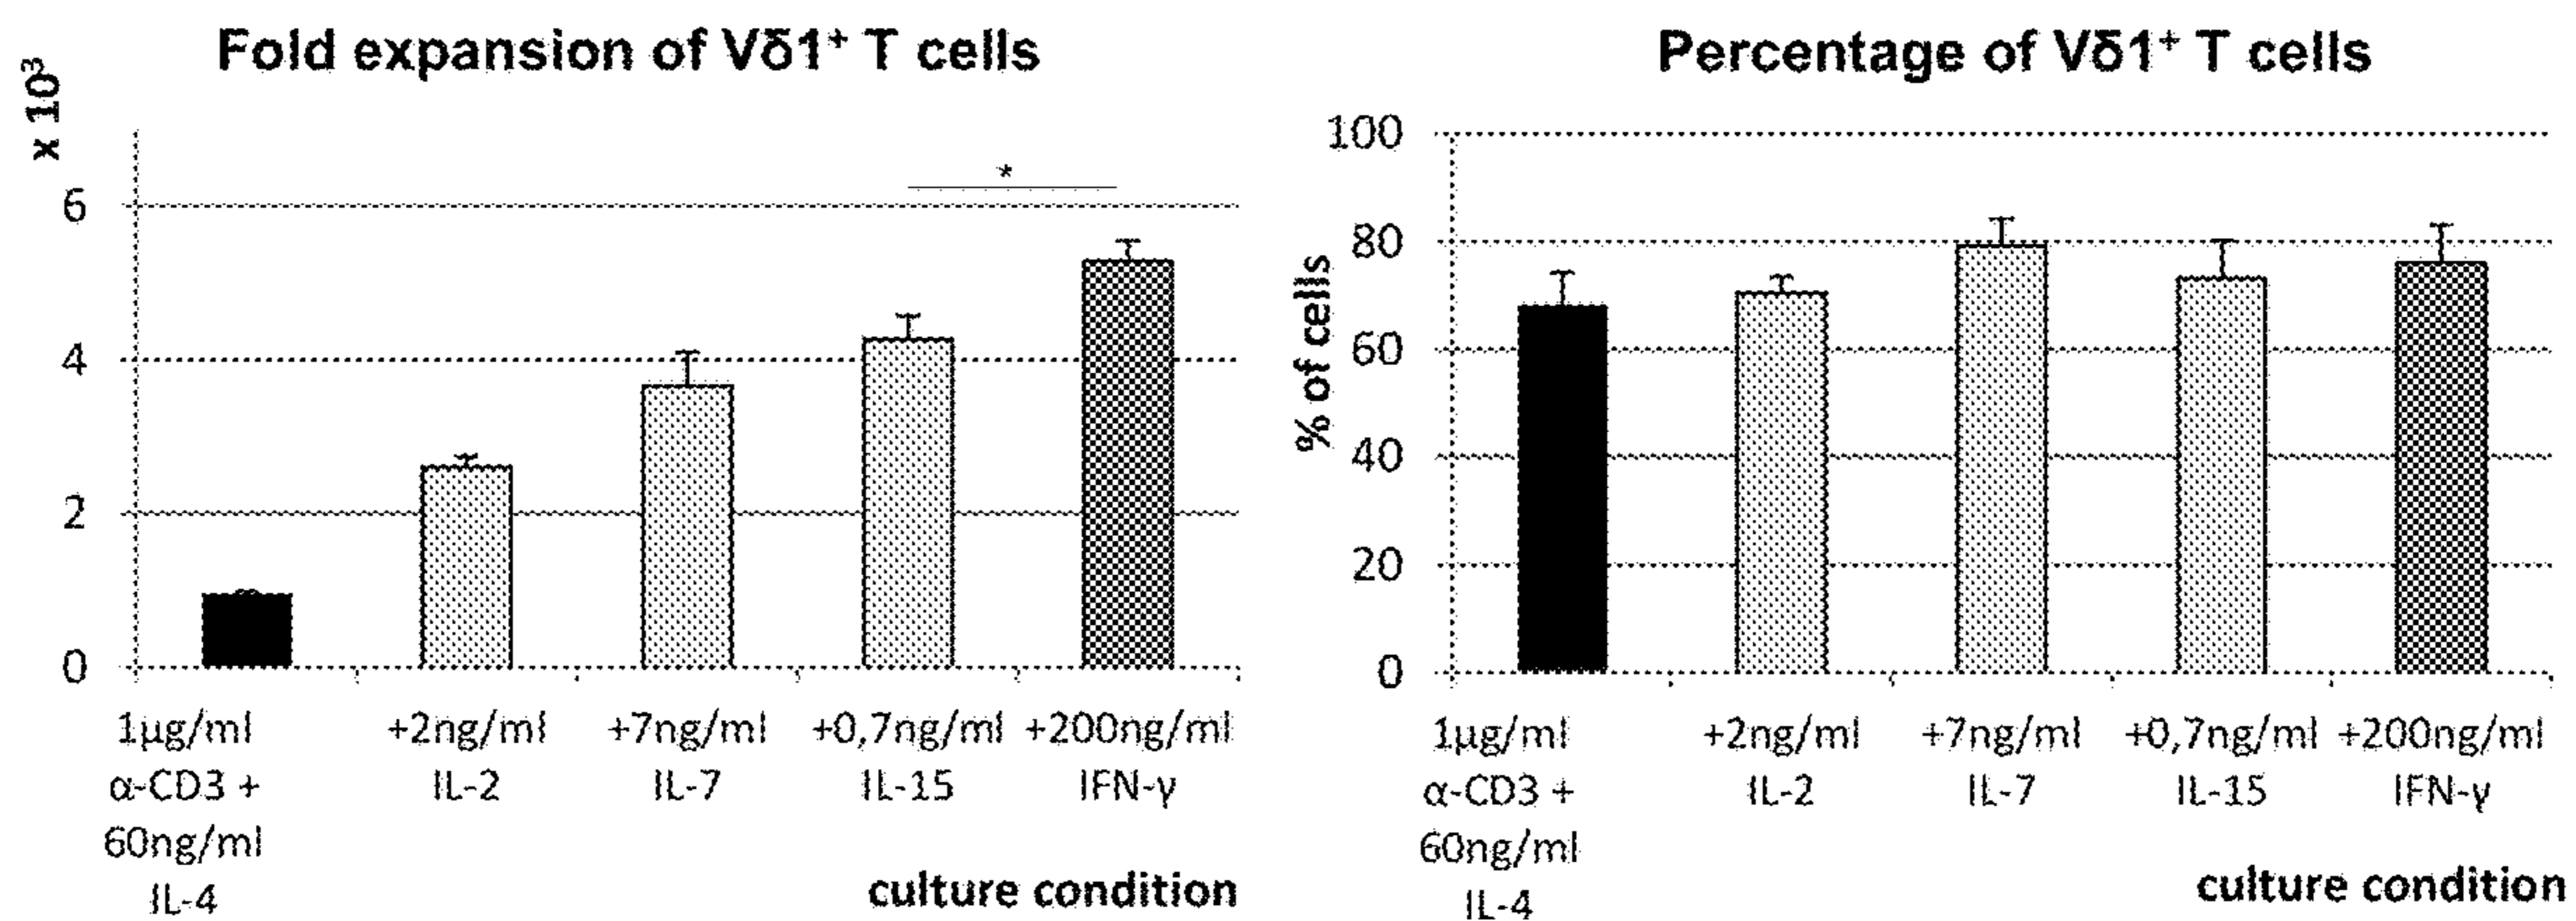 Fold expansion of Vδ1⁺ T cells
x 10³
6
4
2
0
*
1μg/ml α-CD3 + 60ng/ml IL-4
+2ng/ml IL-2
+7ng/ml IL-7
+0,7ng/ml IL-15
+200ng/ml IFN-γ
culture condition
Percentage of Vδ1⁺ T cells
% of cells
100
80
60
40
20
0
1μg/ml α-CD3 + 60ng/ml IL-4
+2ng/ml IL-2
+7ng/ml IL-7
+0,7ng/ml IL-15
+200ng/ml IFN-γ
culture condition